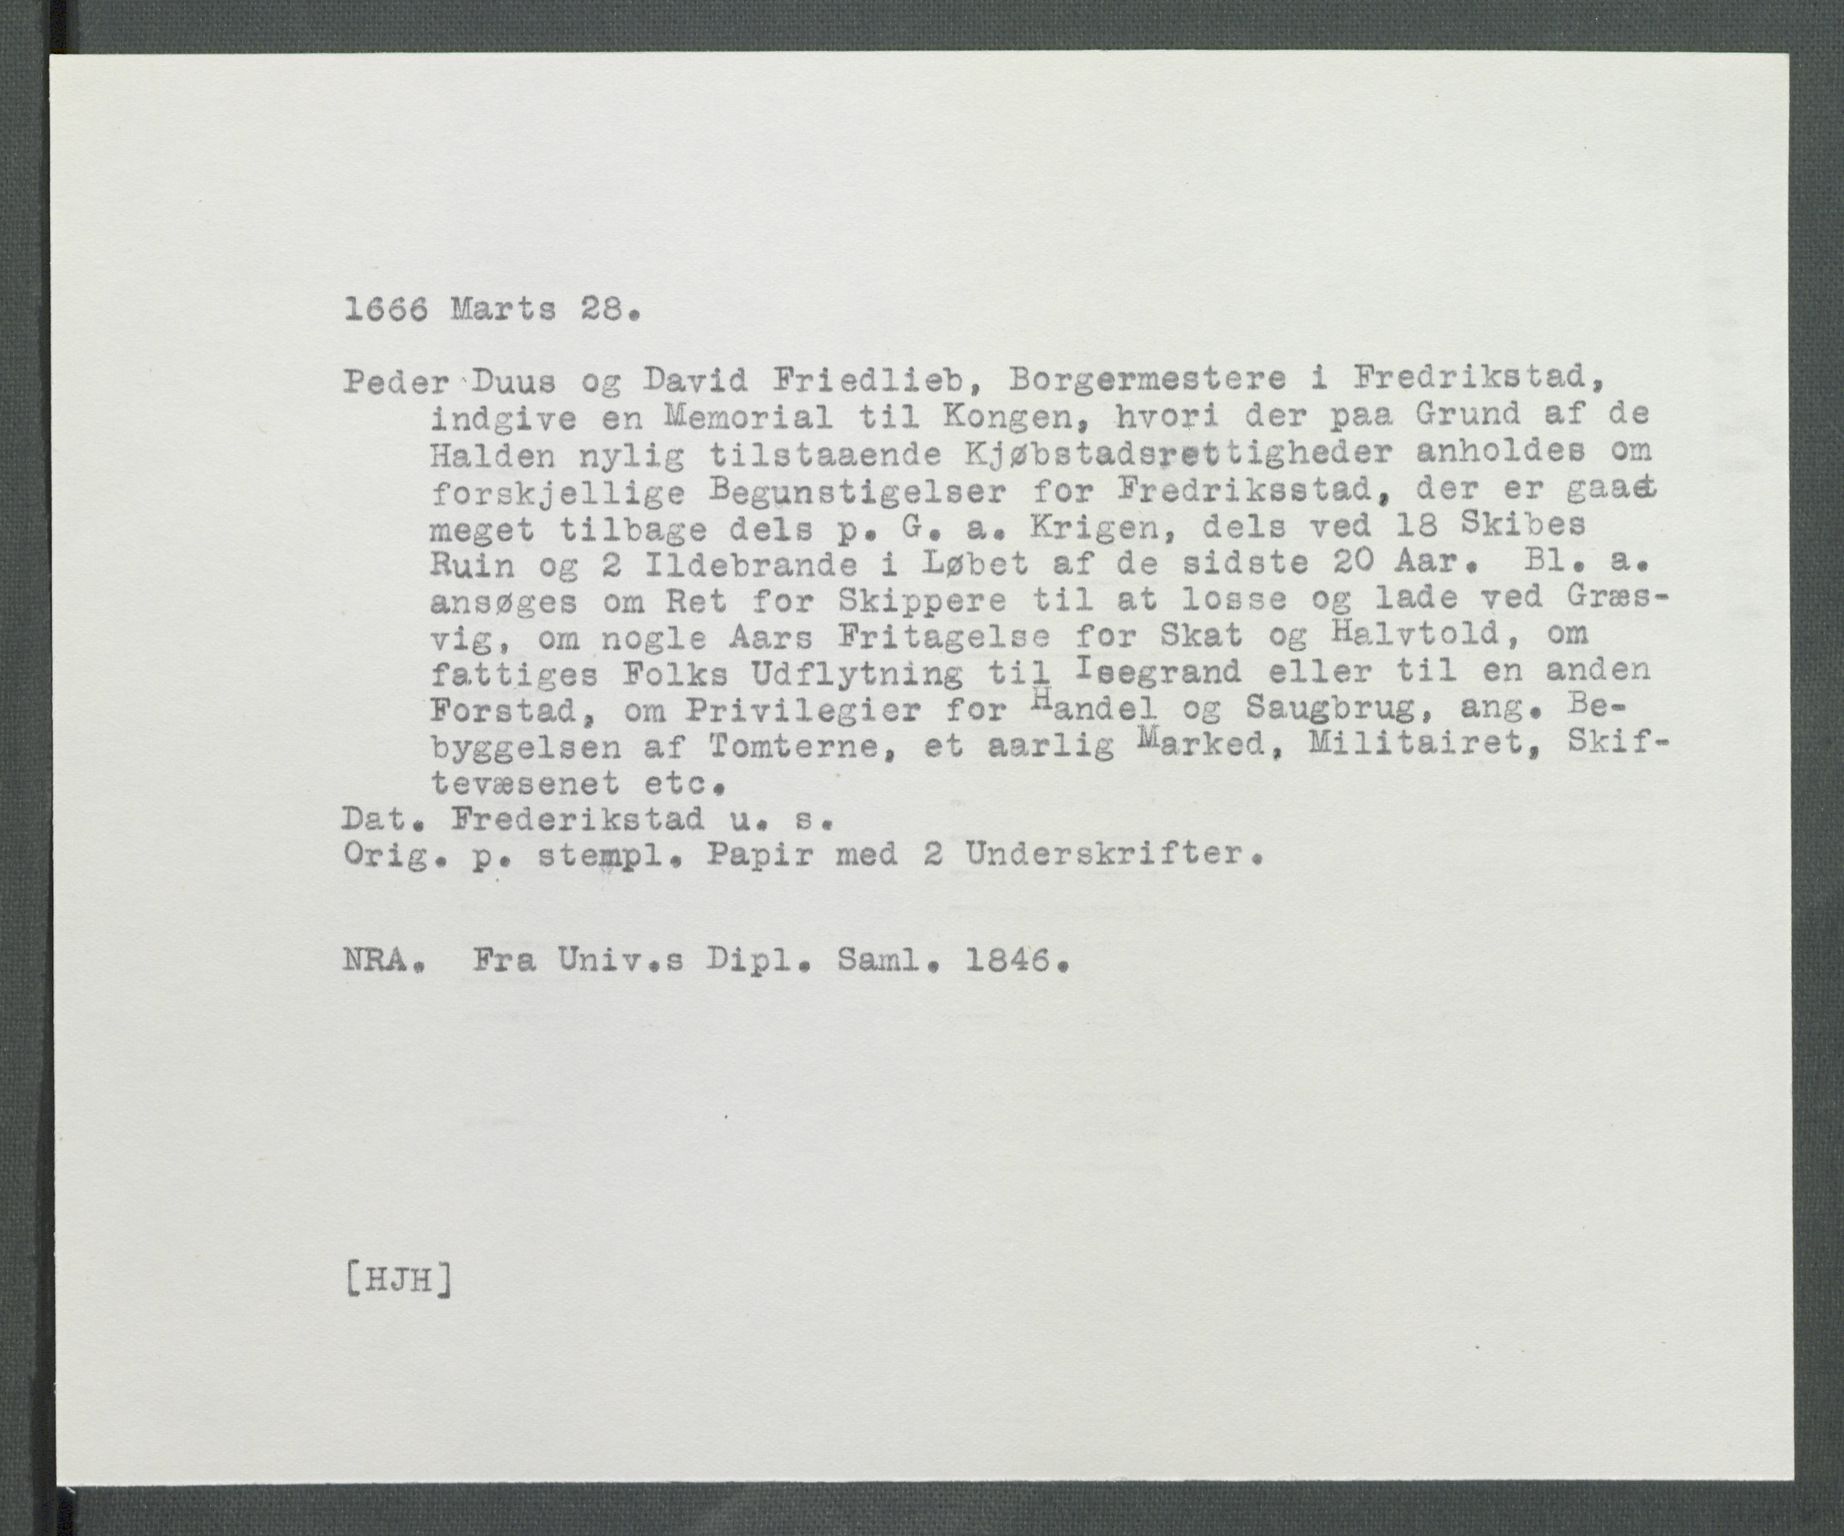 1666 Marts 28.
Peder Duus og David Friedlieb, Borgermestere i Fredrikstad,
indgive en Memorial til Kongen, hvori der paa Grund af de
Halden nylig tilstaaende Kjøbstadsrettigheder anholdes om
forskjellige Begunstigelser for Fredriksstad, der er gaaet
meget tilbage dels p. G. a. Krigen, dels ved 18 Skibes
Ruin og 2 Ildebrande i Løbet af de sidste 20 Aar. Bl. a.
ansøges om Ret for Skippere til at losse og lade ved Græs-
vig, om nogle Aars Fritagelse for Skat og Halvtold, om
fattiges Folks Udflytning til Isegrand eller til en anden
Forstad, om Privilegier for Handel og Saugbrug, ang. Be-
byggelsen af Tomterne, et aarlig Marked, Militairet, Skif-
tevæsenet etc.
Dat. Frederikstad u. s.
Orig. p. stempl. Papir med 2 Underskrifter.
NRA. Fra Univ.s Dipl. Saml. 1846.
[HJH]